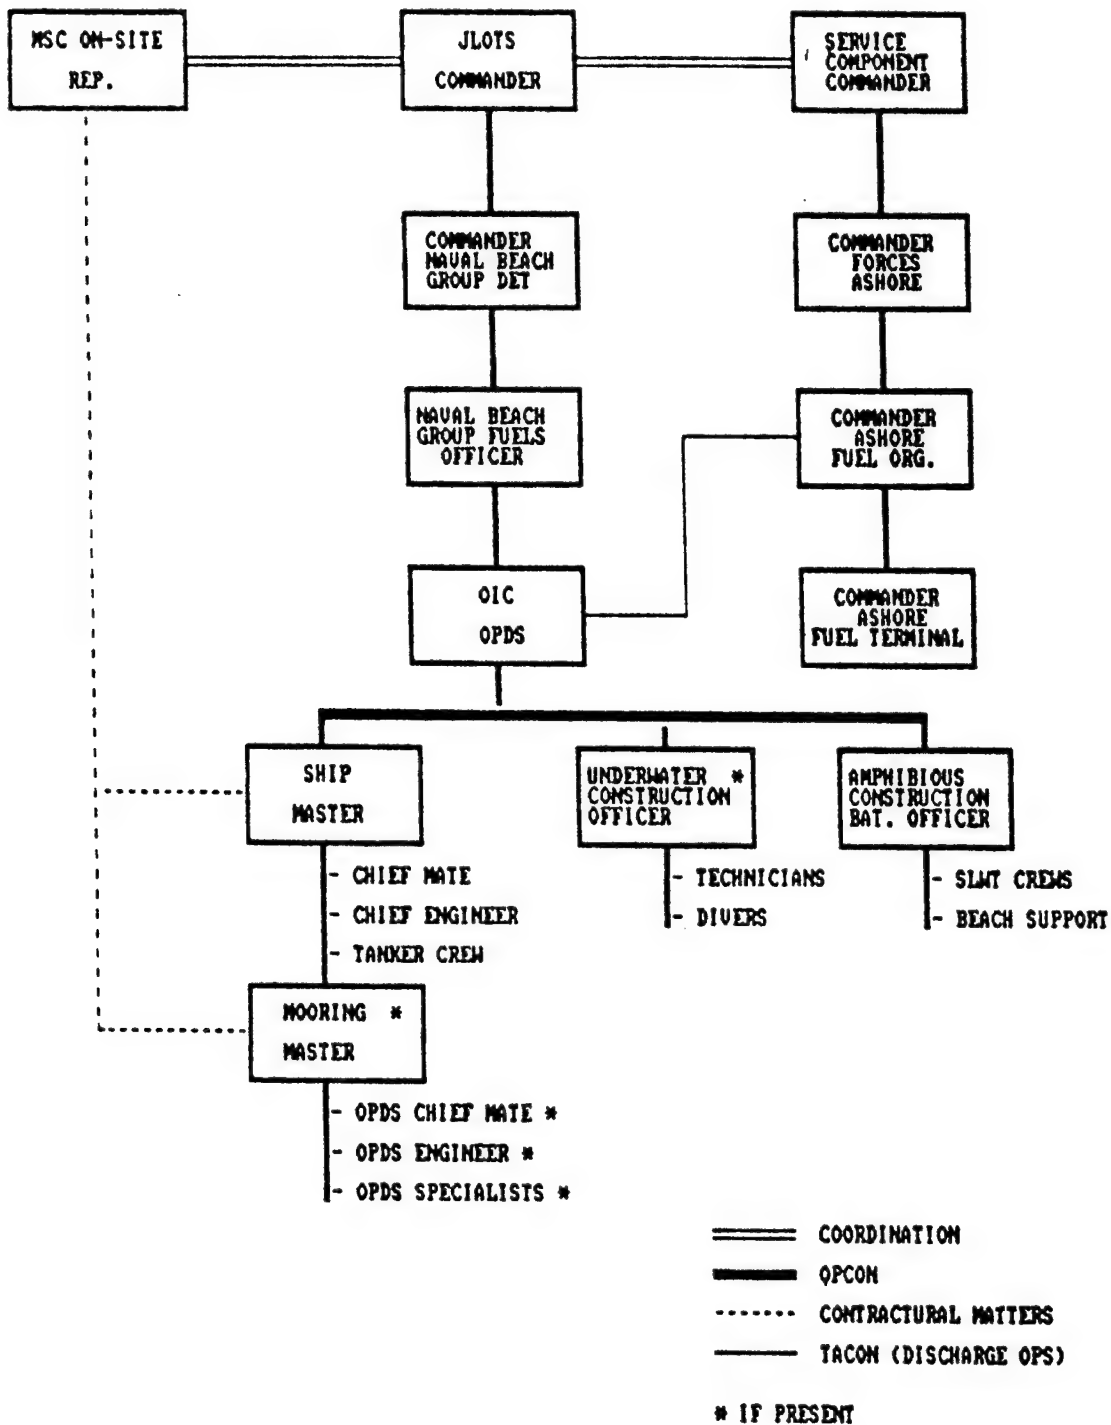 MSC ON-SITE
REP.
JLOTS
COMMANDER
SERVICE
COMPONENT
COMMANDER
COMMANDER
NAVAL BEACH
GROUP DET
COMMANDER
FORCES
ASHORE
NAVAL BEACH
GROUP FUELS
OFFICER
COMMANDER
ASHORE
FUEL ORG.
OIC
OPDS
COMMANDER
ASHORE
FUEL TERMINAL
SHIP
MASTER
UNDERWATER *
CONSTRUCTION
OFFICER
AMPHIBIOUS
CONSTRUCTION
BAT. OFFICER
- CHIEF MATE
- CHIEF ENGINEER
- TANKER CREW
- TECHNICIANS
- DIVERS
- SLWT CREWS
- BEACH SUPPORT
MOORING *
MASTER
- OPDS CHIEF MATE *
- OPDS ENGINEER *
- OPDS SPECIALISTS *
COORDINATION
OPCON
CONTRACTURAL MATTERS
TACON (DISCHARGE OPS)
* IF PRESENT